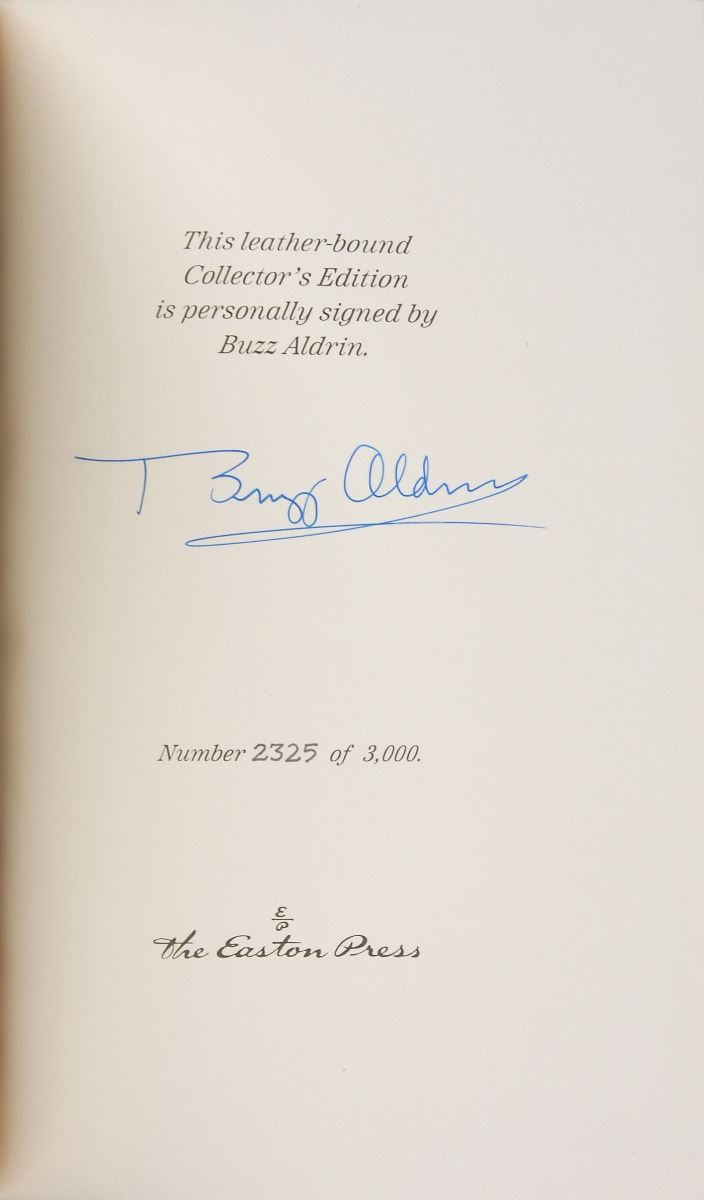 This leather-bound
Collector's Edition
is personally signed by
Buzz Aldrin.
Buzz Aldrin
Number 2325 of 3,000.
E
P
the Easton Press